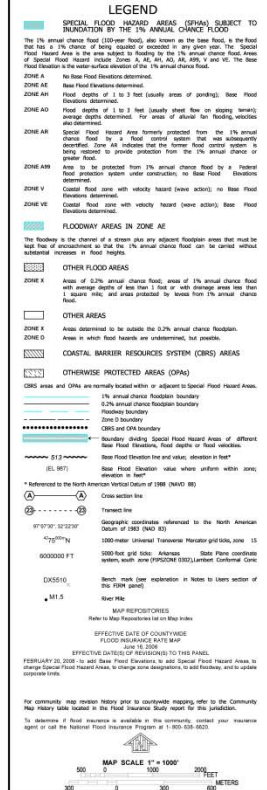 LEGEND
SPECIAL FLOOD HAZARD AREAS (SFHAs) SUBJECT TO
INUNDATION BY THE 1% ANNUAL CHANCE FLOOD
The 1% annual chance flood (100-year flood), also known as the base flood, is the flood
that has a 1% chance of being equaled or exceeded in any given year. The Special
Flood Hazard Area is the area subject to flooding by the 1% annual chance flood. Areas
of Special Flood Hazard include Zones A, AE, AH, AO, AR, A99, V and VE. The Base
Flood Elevation is the water-surface elevation of the 1% annual chance flood.
ZONE A No Base Flood Elevations determined.
ZONE AE Base Flood Elevations determined.
ZONE AH Flood depths of 1 to 3 feet (usually areas of ponding); Base Flood
Elevations determined.
ZONE AO Flood depths of 1 to 3 feet (usually sheet flow on sloping terrain);
average depths determined. For areas of alluvial fan flooding, velocities
also determined.
ZONE AR Special Flood Hazard Area formerly protected from the 1% annual
chance flood by a flood control system that was subsequently
decertified. Zone AR indicates that the former flood control system is
being restored to provide protection from the 1% annual chance or
greater flood.
ZONE A99 Area to be protected from 1% annual chance flood by a Federal
flood protection system under construction; no Base Flood Elevations
determined.
ZONE V Coastal flood zone with velocity hazard (wave action); no Base Flood
Elevations determined.
ZONE VE Coastal flood zone with velocity hazard (wave action); Base Flood
Elevations determined.
FLOODWAY AREAS IN ZONE AE
The floodway is the channel of a stream plus any adjacent floodplain areas that must be
kept free of encroachment so that the 1% annual chance flood can be carried without
substantial increases in flood heights.
OTHER FLOOD AREAS
ZONE X Areas of 0.2% annual chance flood; areas of 1% annual chance flood
with average depths of less than 1 foot or with drainage areas less than
1 square mile; and areas protected by levees from 1% annual chance
flood.
OTHER AREAS
ZONE X Areas determined to be outside the 0.2% annual chance floodplain.
ZONE D Areas in which flood hazards are undetermined, but possible.
COASTAL BARRIER RESOURCES SYSTEM (CBRS) AREAS
OTHERWISE PROTECTED AREAS (OPAs)
CBRS areas and OPAs are normally located within or adjacent to Special Flood Hazard Areas.
1% annual chance floodplain boundary
0.2% annual chance floodplain boundary
Floodway boundary
Zone D boundary
CBRS and OPA boundary
Boundary dividing Special Flood Hazard Areas of different
Base Flood Elevations, flood depths or flood velocities.
513 Base Flood Elevation line and value; elevation in feet*
(EL 987) Base Flood Elevation value where uniform within zone;
elevation in feet*
* Referenced to the North American Vertical Datum of 1988 (NAVD 88)
A A Cross section line
23 23 Transect line
97°07'30", 32°22'30" Geographic coordinates referenced to the North American
Datum of 1983 (NAD 83)
4275000mN 1000-meter Universal Transverse Mercator grid ticks, zone 15
6000000 FT 5000-foot grid ticks: Arkansas State Plane coordinate
system, south zone (FIPSZONE 0302), Lambert Conformal Conic
DX5510 Bench mark (see explanation in Notes to Users section of
this FIRM panel)
M1.5 River Mile
MAP REPOSITORIES
Refer to Map Repositories list on Map Index
EFFECTIVE DATE OF COUNTYWIDE
FLOOD INSURANCE RATE MAP
June 16, 2006
EFFECTIVE DATE(S) OF REVISION(S) TO THIS PANEL
FEBRUARY 20, 2008 - to add Base Flood Elevations, to add Special Flood Hazard Areas, to
change Special Flood Hazard Areas, to change zone designations, to add floodway, and to update
corporate limits.
For community map revision history prior to countywide mapping, refer to the Community
Map History table located in the Flood Insurance Study report for this jurisdiction.
To determine if flood insurance is available in this community, contact your insurance
agent or call the National Flood Insurance Program at 1-800-638-6620.
MAP SCALE 1" = 1000'
500 0 1000 2000
FEET
METERS
300 0 300 600